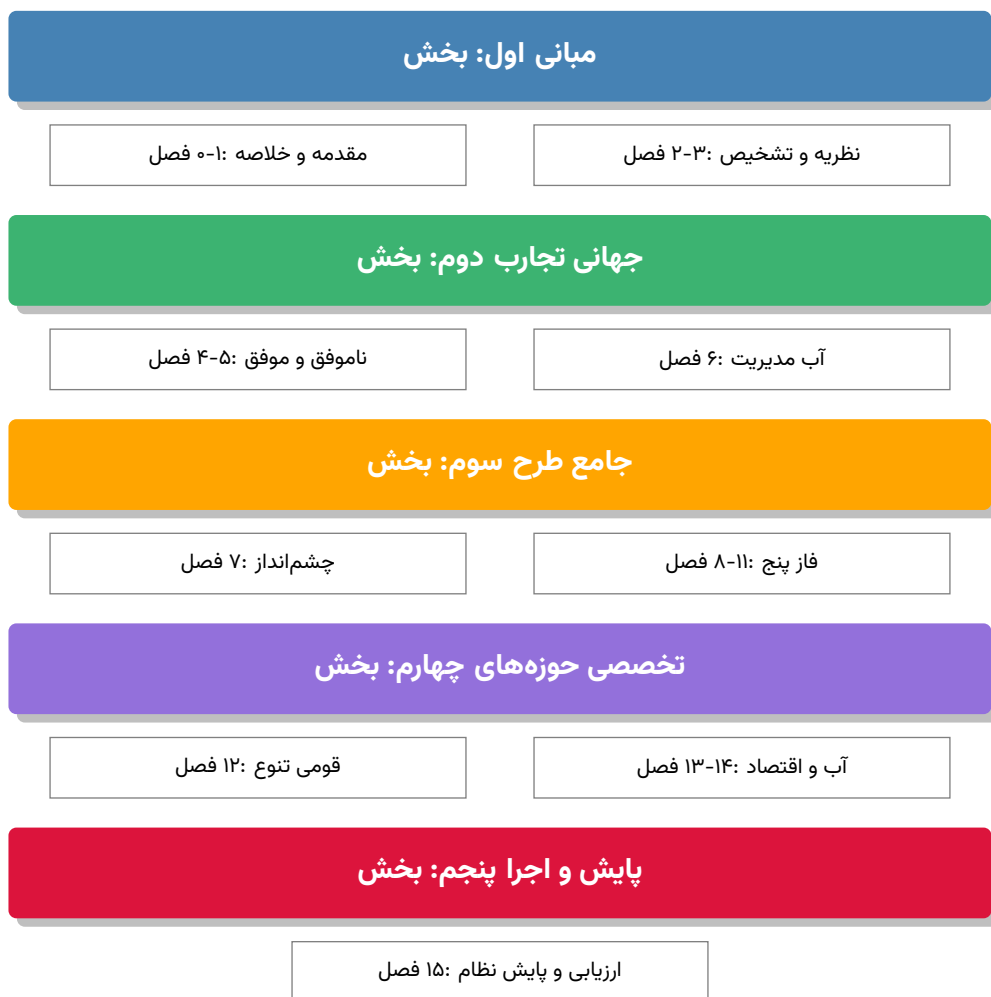 مبانی اول: بخش
مقدمه و خلاصه :۰-۱ فصل
نظریه و تشخیص :۲-۳ فصل
جهانی تجارب دوم: بخش
ناموفق و موفق :۴-۵ فصل
آب مدیریت :۶ فصل
جامع طرح سوم: بخش
چشم‌انداز :۷ فصل
فاز پنج :۸-۱۱ فصل
تخصصی حوزه‌های چهارم: بخش
قومی تنوع :۱۲ فصل
آب و اقتصاد :۱۳-۱۴ فصل
پایش و اجرا پنجم: بخش
ارزیابی و پایش نظام :۱۵ فصل